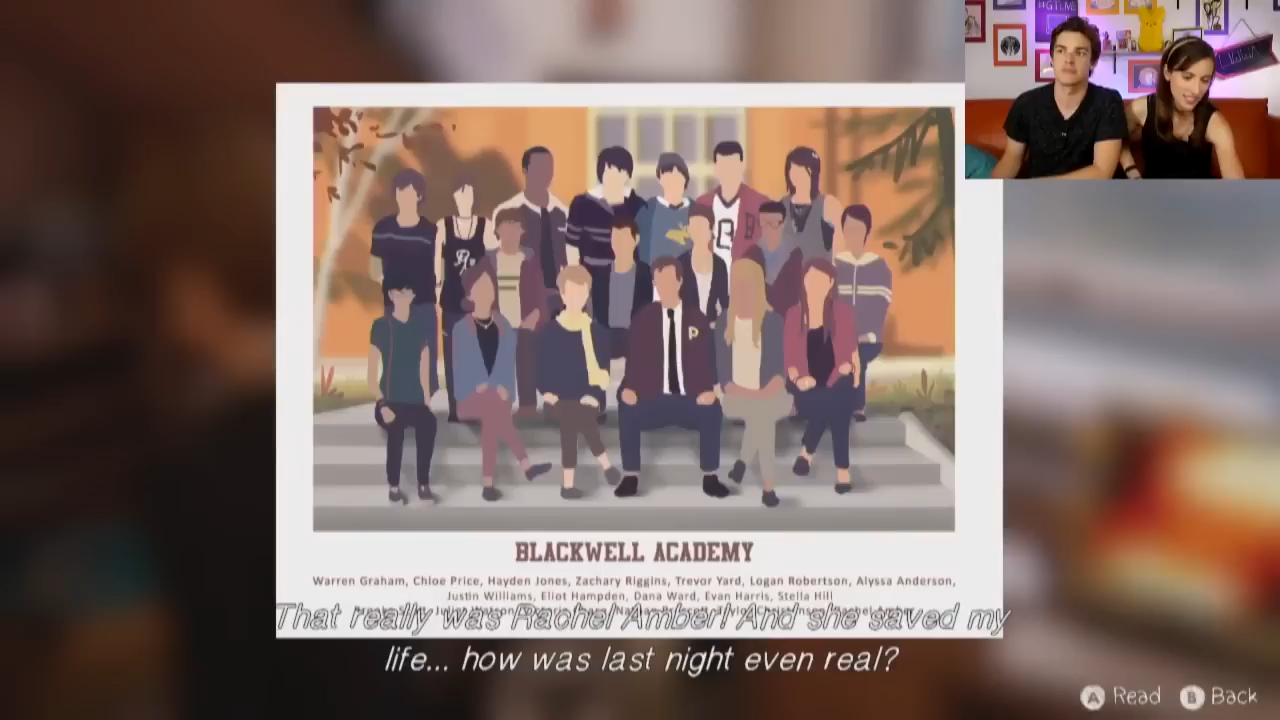 #GTLIVE
BLACKWELL ACADEMY
Warren Graham, Chloe Price, Hayden Jones, Zachary Riggins, Trevor Yard, Logan Robertson, Alyssa Anderson,
Justin Williams, Eliot Hampden, Dana Ward, Evan Harris, Stella Hill
That really was Rachel Amber! And she saved my
life... how was last night even real?
A Read B Back